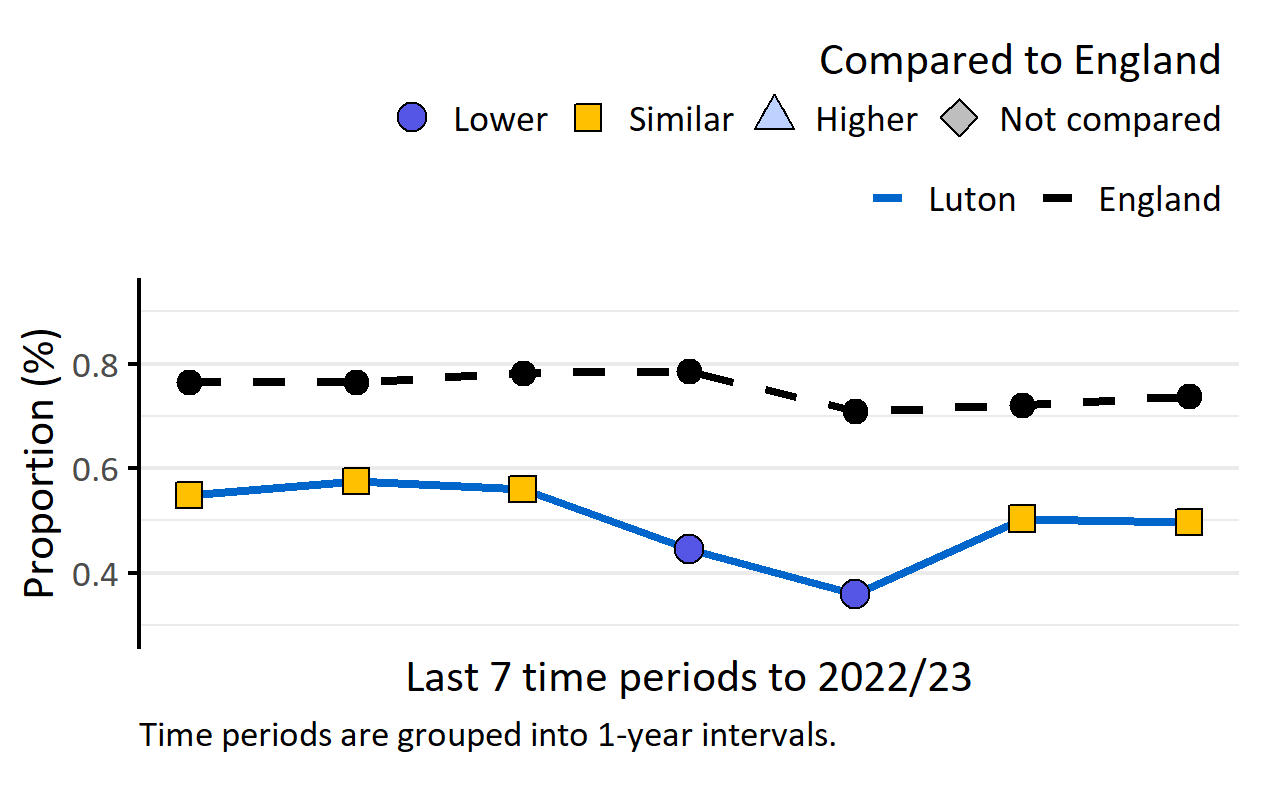 Compared to England
Lower Similar Higher Not compared
Luton England
Proportion (%)
0.8
0.6
0.4
Last 7 time periods to 2022/23
Time periods are grouped into 1-year intervals.